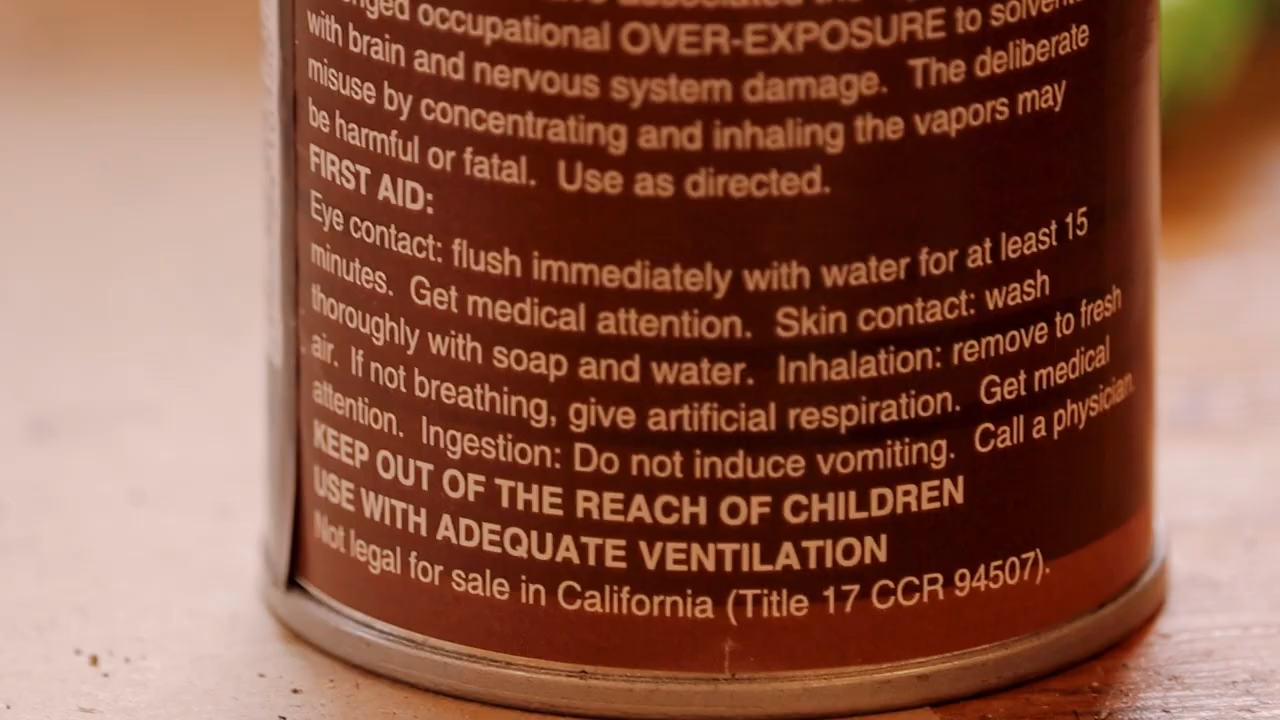 occupational OVER-EXPOSURE to
with brain and nervous system damage. The deliberate
misuse by concentrating and inhaling the vapors may
be harmful or fatal. Use as directed.
FIRST AID:
Eye contact: flush immediately with water for at least 15
minutes. Get medical attention. Skin contact: wash
thoroughly with soap and water. Inhalation: remove to fresh
air. If not breathing, give artificial respiration. Get medical
attention. Ingestion: Do not induce vomiting. Call a physician.
KEEP OUT OF THE REACH OF CHILDREN
USE WITH ADEQUATE VENTILATION
Not legal for sale in California (Title 17 CCR 94507).